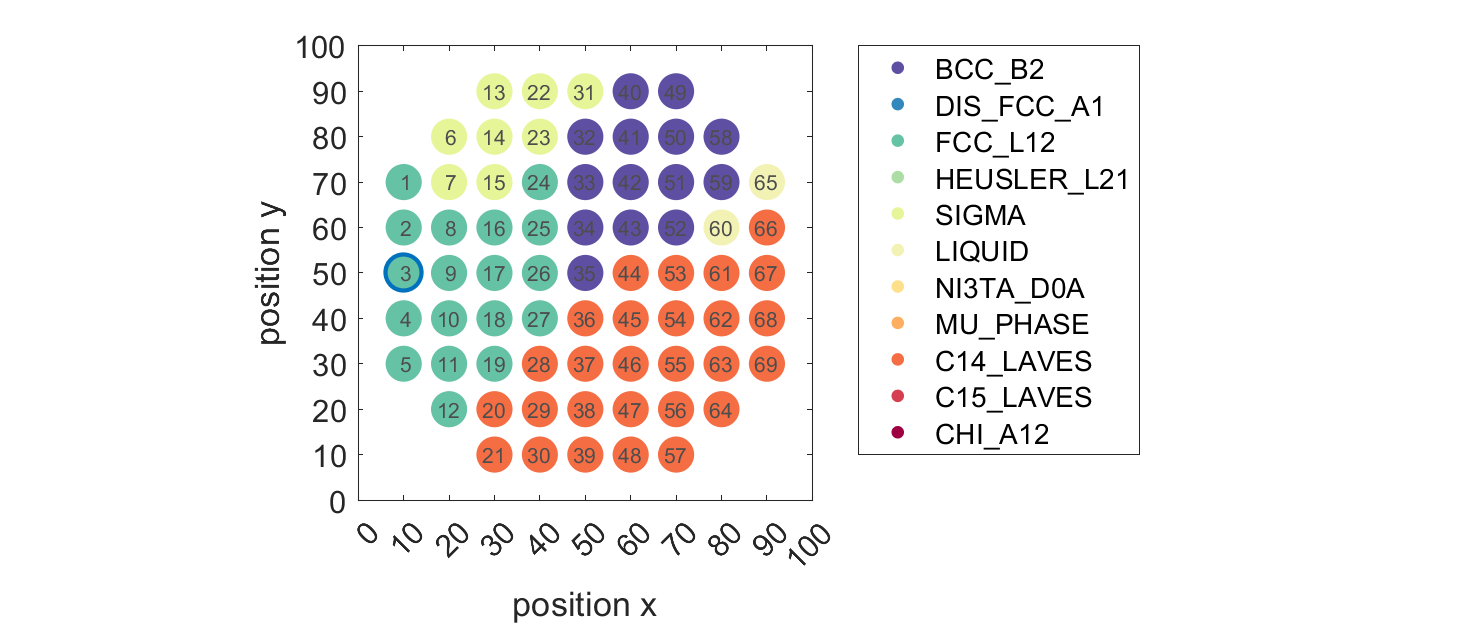 100
90
80
70
60
50
40
30
20
10
0
13 22 31 40 49
6 14 23 32 41 50 58
1 7 15 24 33 42 51 59 65
2 8 16 25 34 43 52 60 66
3 9 17 26 35 44 53 61 67
4 10 18 27 36 45 54 62 68
5 11 19 28 37 46 55 63 69
12 20 29 38 47 56 64
21 30 39 48 57
0 10 20 30 40 50 60 70 80 90 100
position x
position y
BCC_B2
DIS_FCC_A1
FCC_L12
HEUSLER_L21
SIGMA
LIQUID
NI3TA_D0A
MU_PHASE
C14_LAVES
C15_LAVES
CHI_A12